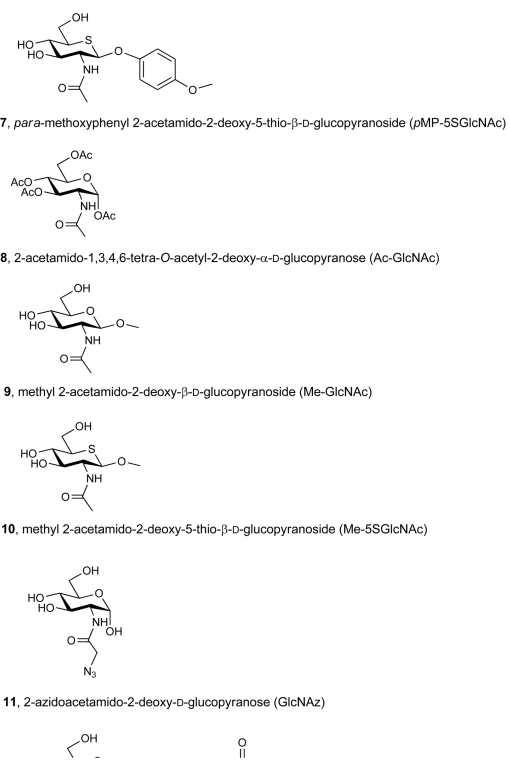 OH
S
HO
HO
O
NH
O
O
7, para-methoxyphenyl 2-acetamido-2-deoxy-5-thio-β-D-glucopyranoside (pMP-5SGlcNAc)
OAc
O
AcO
AcO
NH
OAc
O
8, 2-acetamido-1,3,4,6-tetra-O-acetyl-2-deoxy-α-D-glucopyranose (Ac-GlcNAc)
OH
O
HO
HO
O
NH
O
9, methyl 2-acetamido-2-deoxy-β-D-glucopyranoside (Me-GlcNAc)
OH
S
HO
HO
O
NH
O
10, methyl 2-acetamido-2-deoxy-5-thio-β-D-glucopyranoside (Me-5SGlcNAc)
OH
O
HO
HO
NH
OH
O
N3
11, 2-azidoacetamido-2-deoxy-D-glucopyranose (GlcNAz)
OH
O